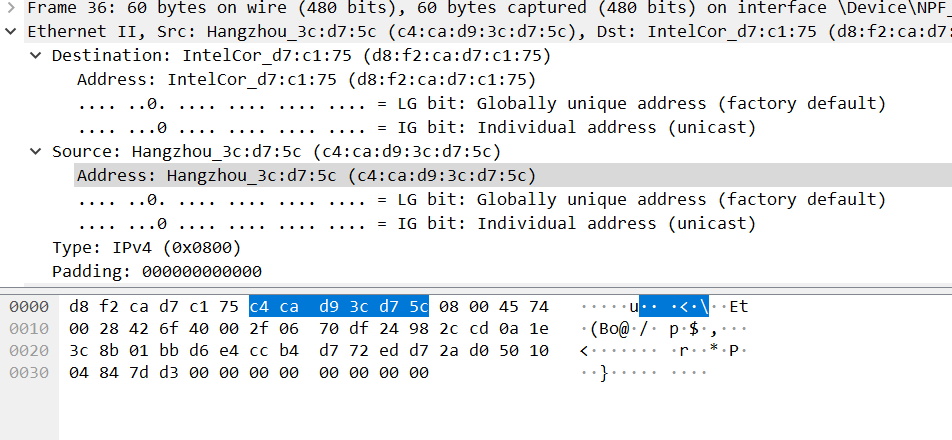 Frame 36: 60 bytes on wire (480 bits), 60 bytes captured (480 bits) on interface \Device\NPF_
Ethernet II, Src: Hangzhou_3c:d7:5c (c4:ca:d9:3c:d7:5c), Dst: IntelCor_d7:c1:75 (d8:f2:ca:d7:
Destination: IntelCor_d7:c1:75 (d8:f2:ca:d7:c1:75)
Address: IntelCor_d7:c1:75 (d8:f2:ca:d7:c1:75)
.... ..0. .... .... .... .... = LG bit: Globally unique address (factory default)
.... ...0 .... .... .... .... = IG bit: Individual address (unicast)
Source: Hangzhou_3c:d7:5c (c4:ca:d9:3c:d7:5c)
Address: Hangzhou_3c:d7:5c (c4:ca:d9:3c:d7:5c)
.... ..0. .... .... .... .... = LG bit: Globally unique address (factory default)
.... ...0 .... .... .... .... = IG bit: Individual address (unicast)
Type: IPv4 (0x0800)
Padding: 000000000000
0000 d8 f2 ca d7 c1 75 c4 ca d9 3c d7 5c 08 00 45 74 ·····u·· ·<·\··Et
0010 00 28 42 6f 40 00 2f 06 70 df 24 98 2c cd 0a 1e ·(Bo@·/· p·$·,···
0020 3c 8b 01 bb d6 e4 cc b4 d7 72 ed d7 2a d0 50 10 <······· ·r··*·P·
0030 04 84 7d d3 00 00 00 00 00 00 00 00 ··}····· ····